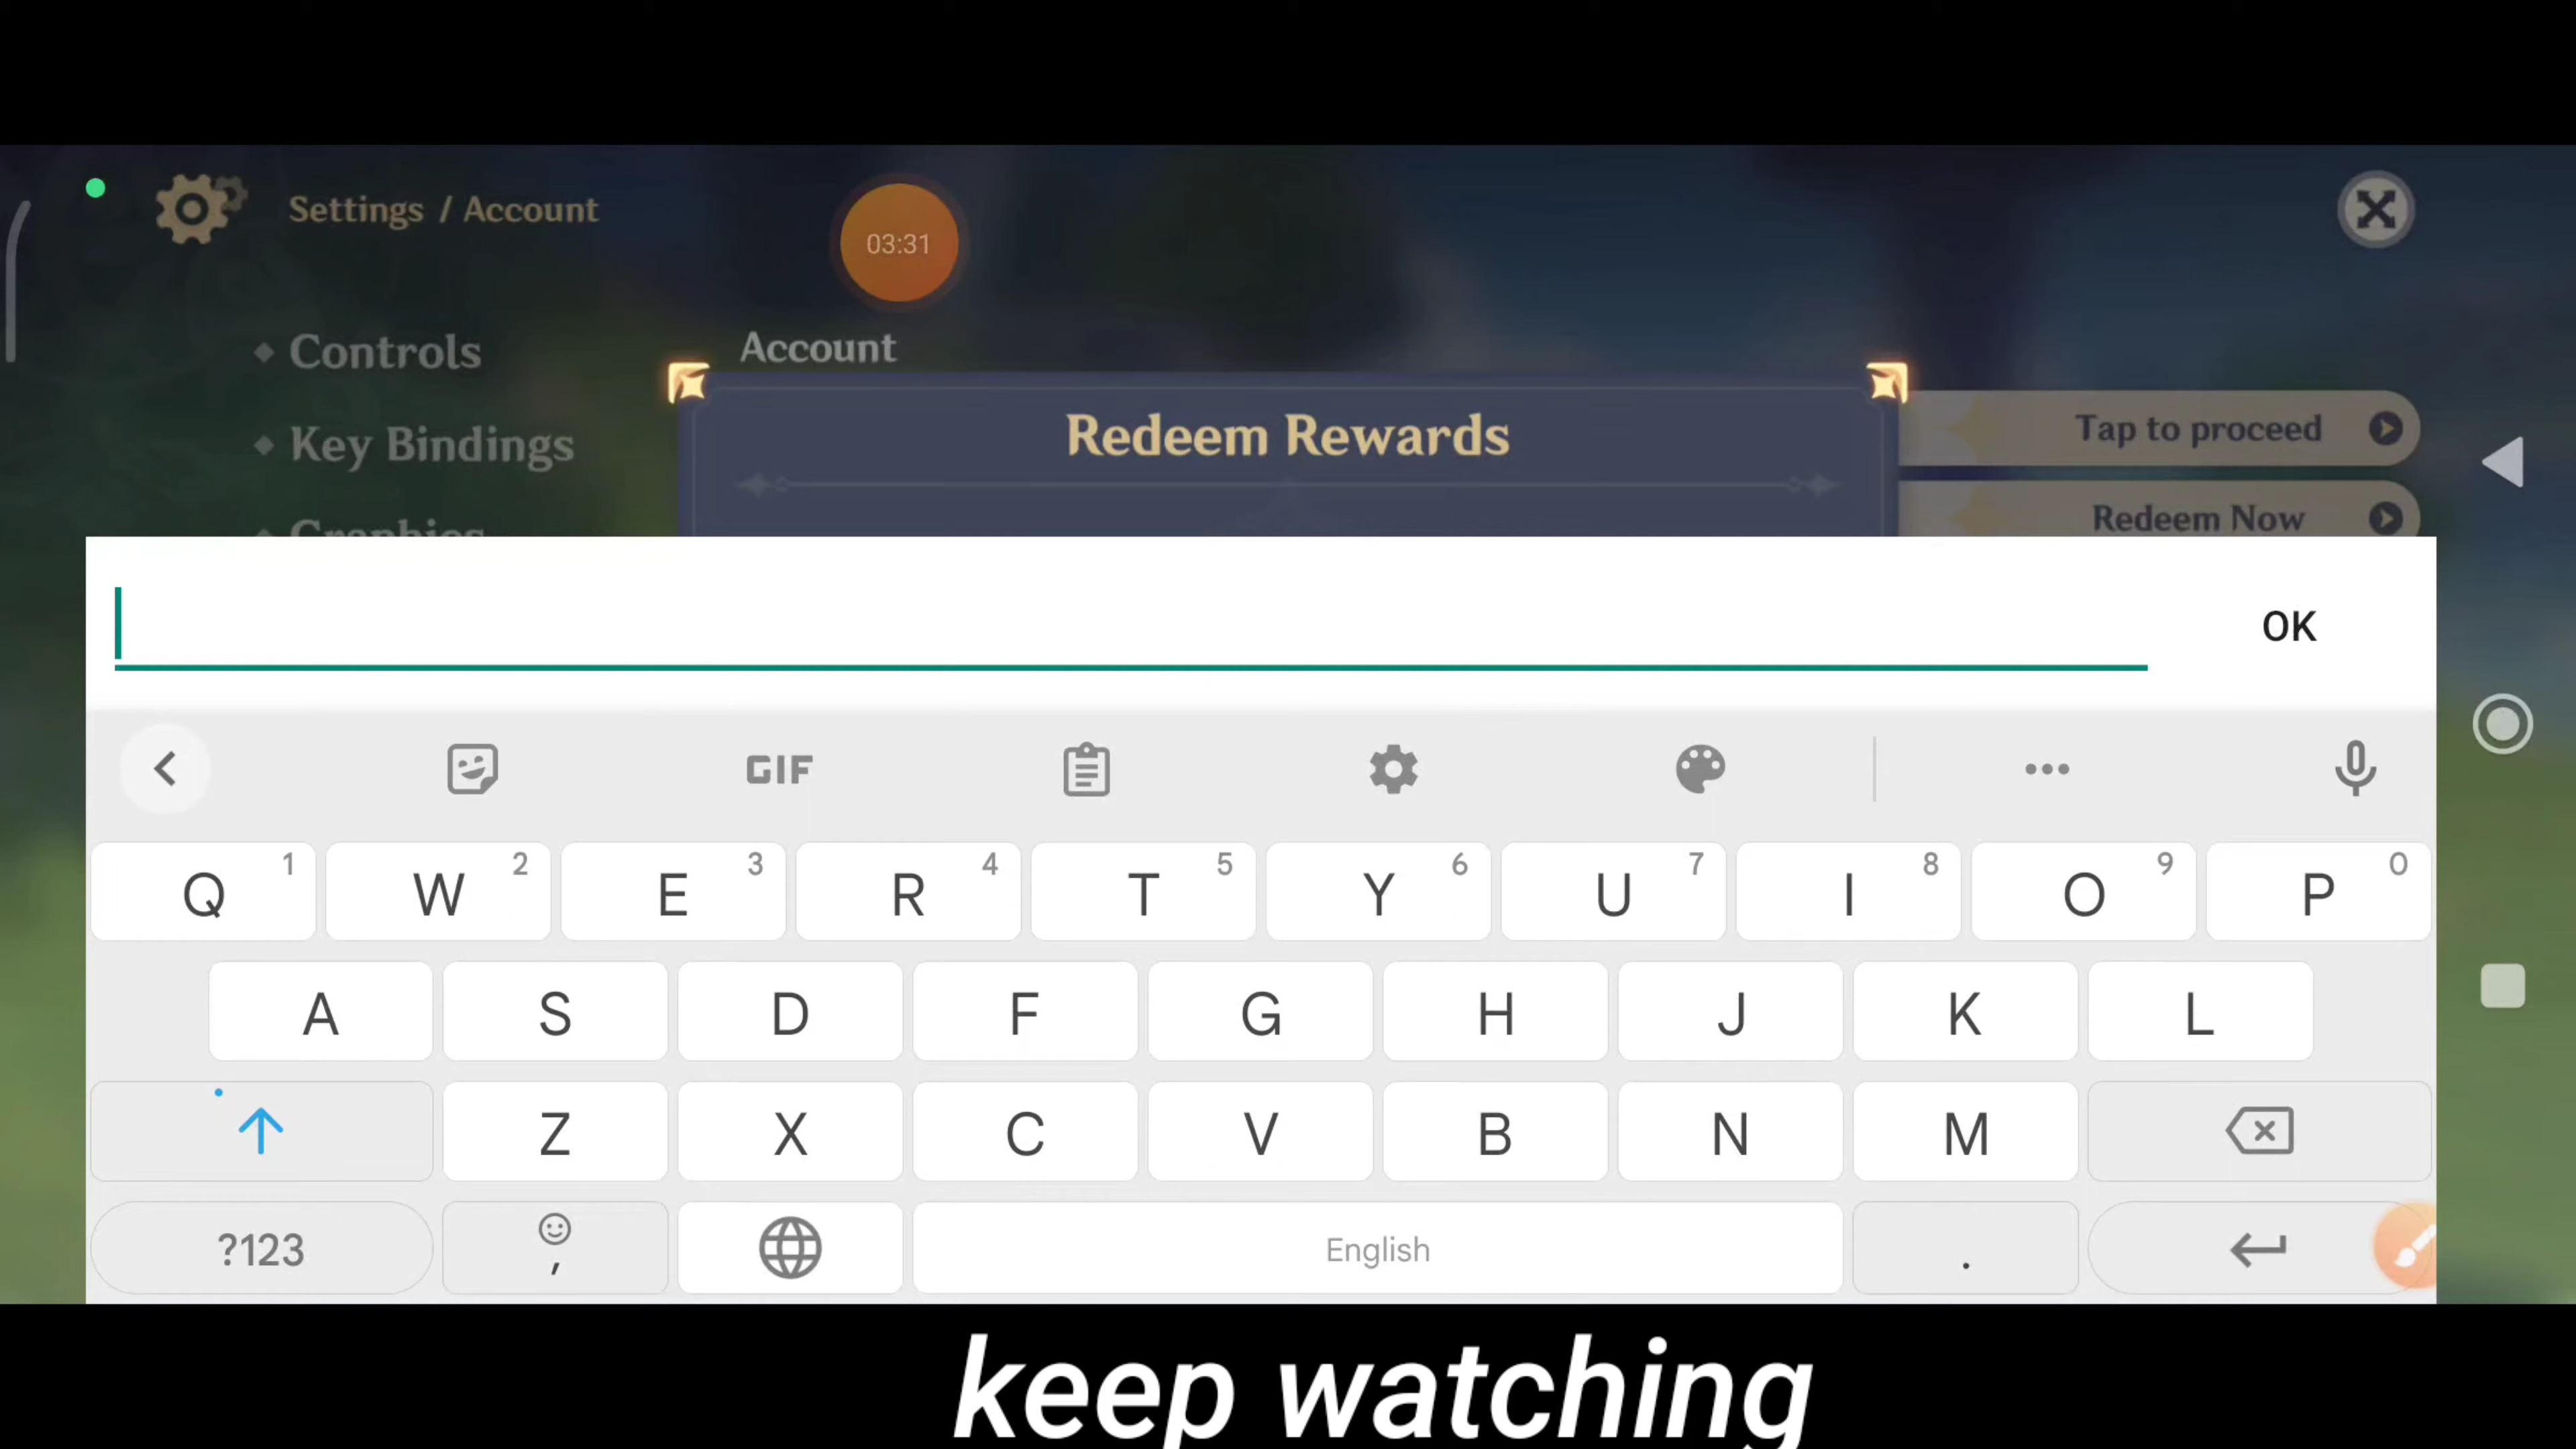 Settings / Account
03:31
Controls
Account
Key Bindings
Redeem Rewards
Tap to proceed
Graphics
Redeem Now
OK
GIF
Q 1 W 2 E 3 R 4 T 5 Y 6 U 7 I 8 O 9 P 0
A S D F G H J K L
Z X C V B N M
?123 , English .
keep watching